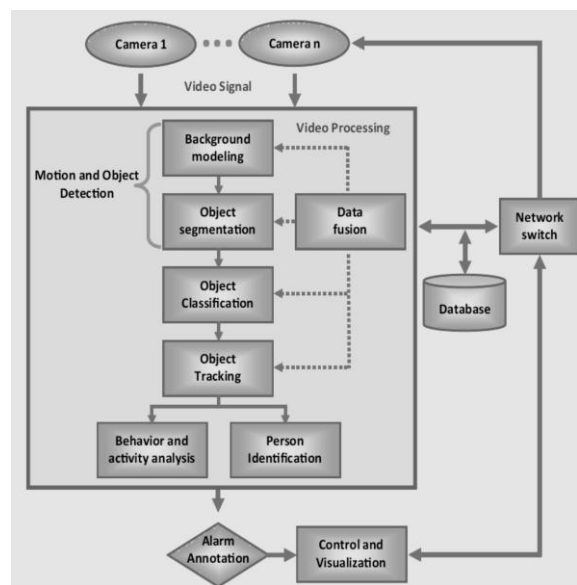 Camera 1
Camera n
Video Signal
Video Processing
Background
modeling
Motion and Object
Detection
Object
segmentation
Data
fusion
Network
switch
Object
Classification
Database
Object
Tracking
Behavior and
activity analysis
Person
Identification
Alarm
Annotation
Control and
Visualization